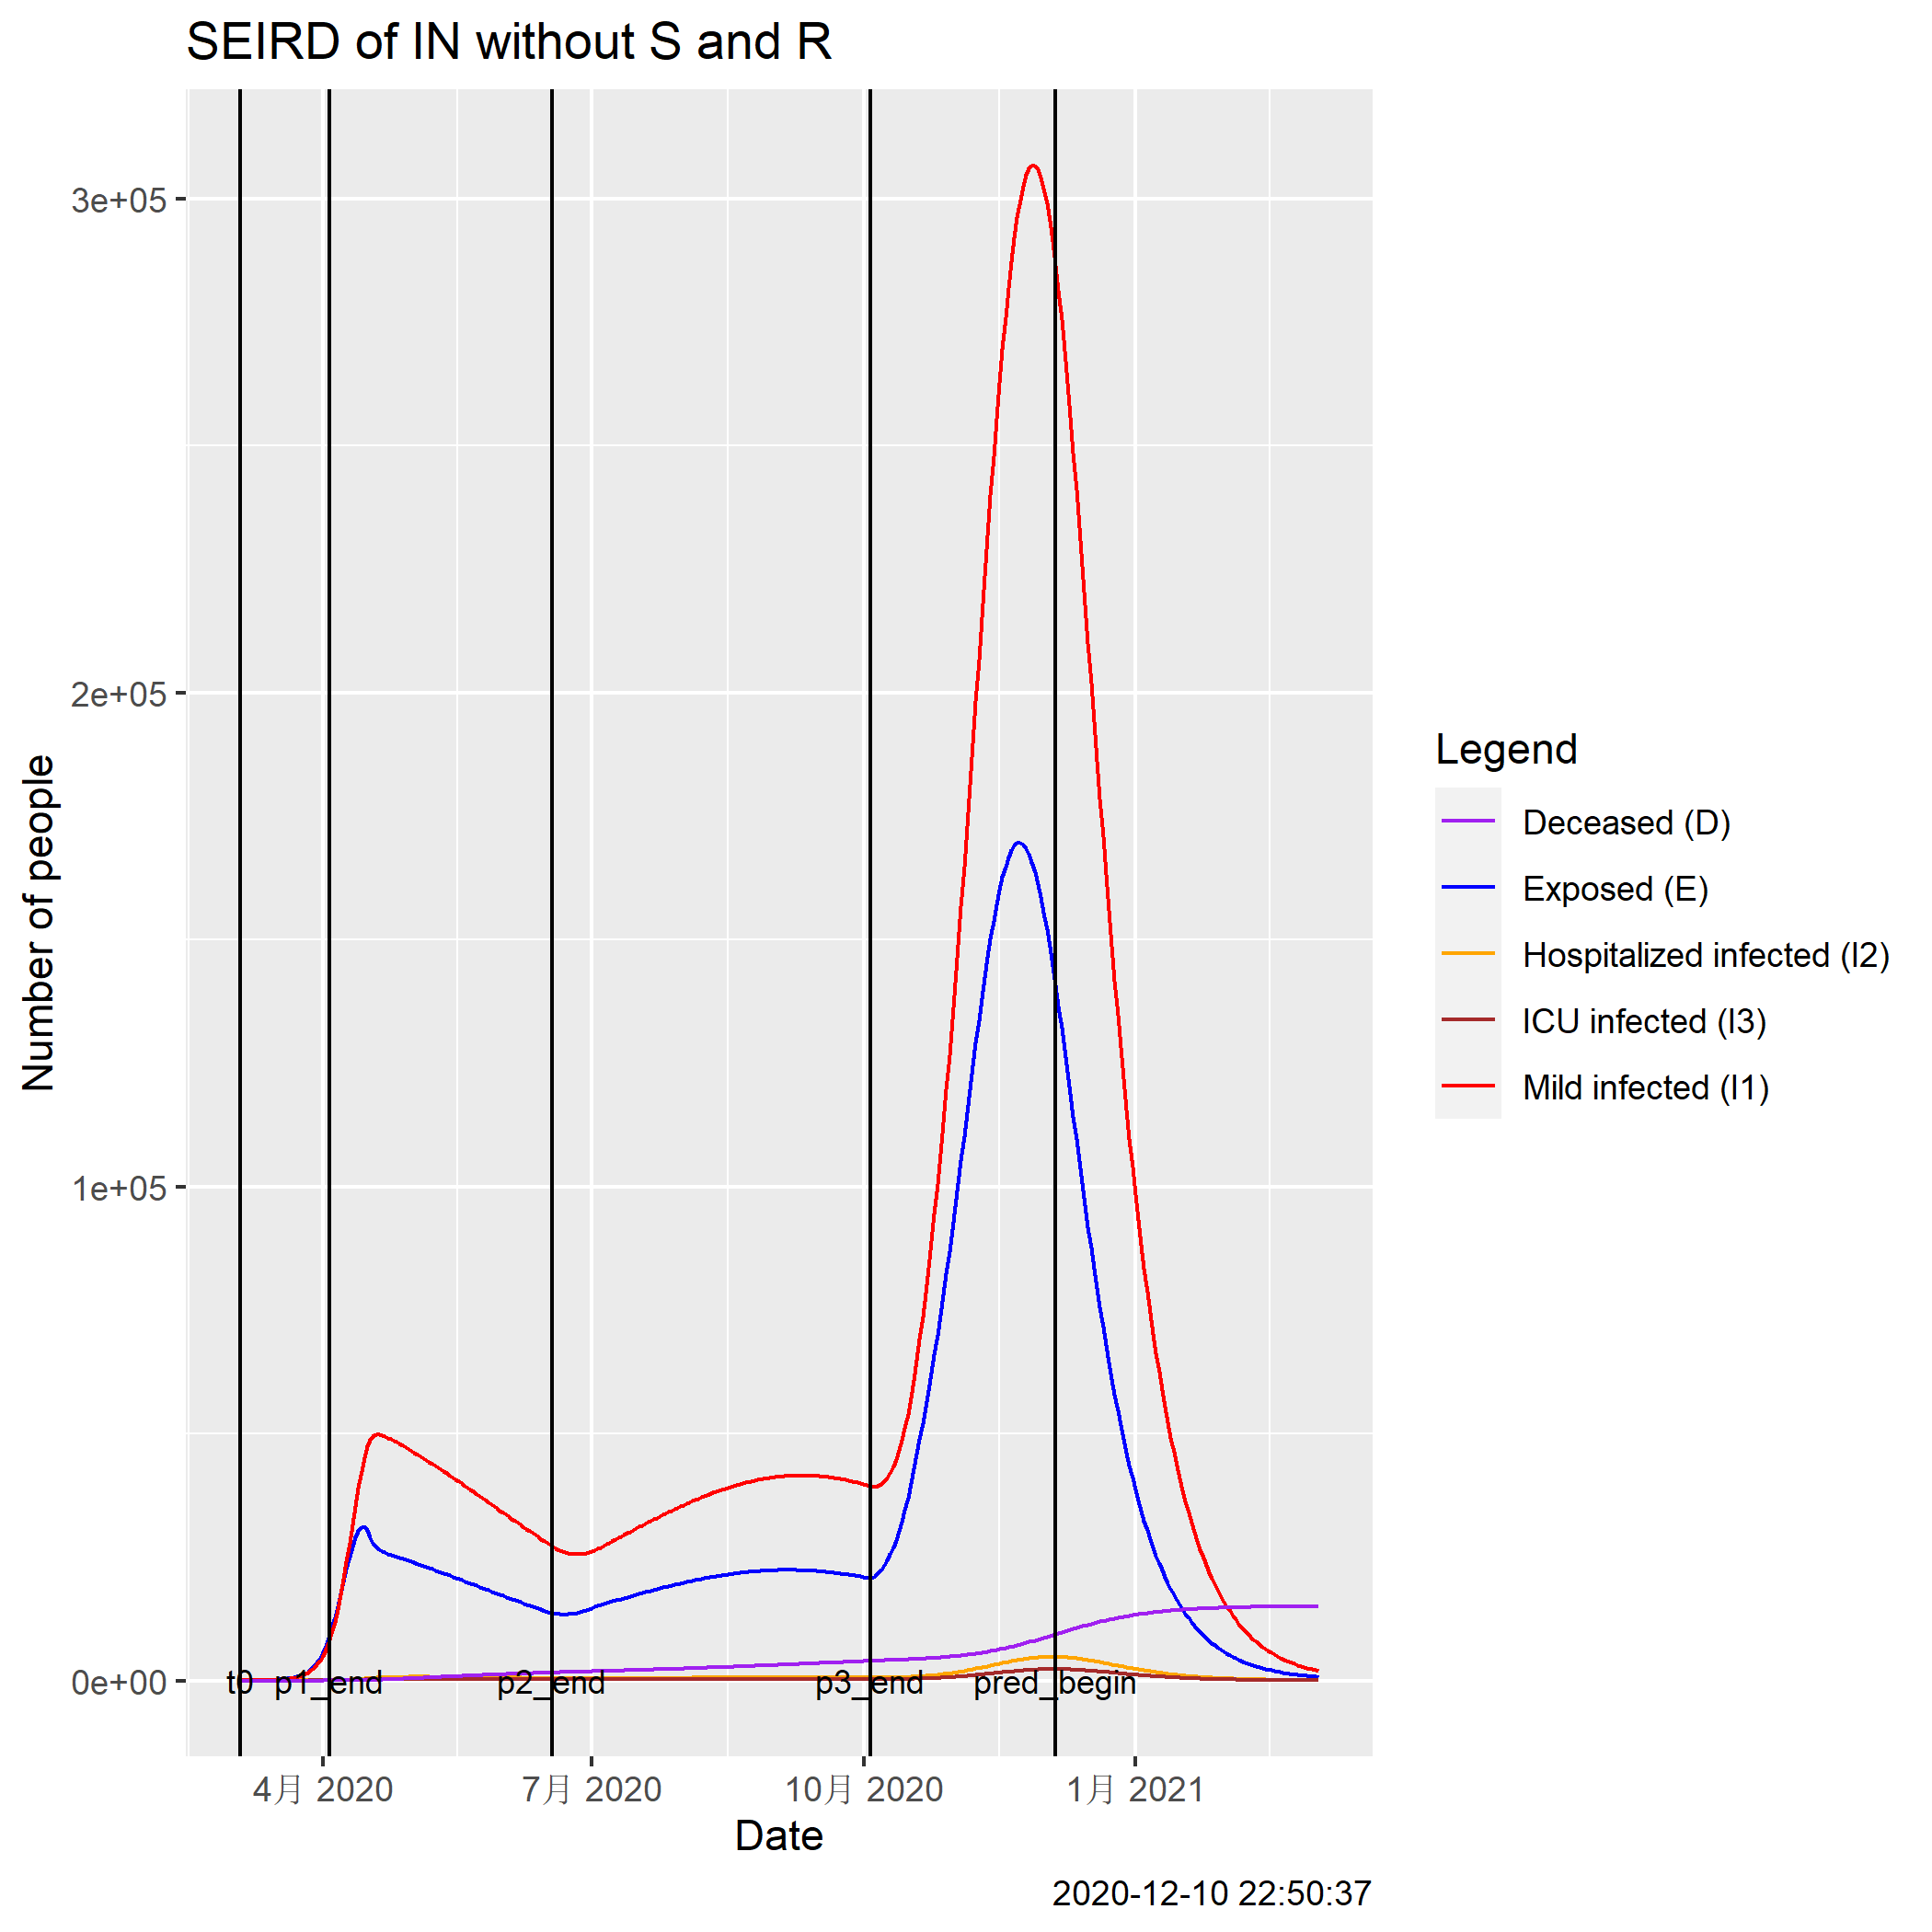 SEIRD of IN without S and R
Number of people
3e+05
2e+05
1e+05
0e+00
t0
p1_end
p2_end
p3_end
pred_begin
4月 2020
7月 2020
10月 2020
1月 2021
Date
Legend
Deceased (D)
Exposed (E)
Hospitalized infected (I2)
ICU infected (I3)
Mild infected (I1)
2020-12-10 22:50:37